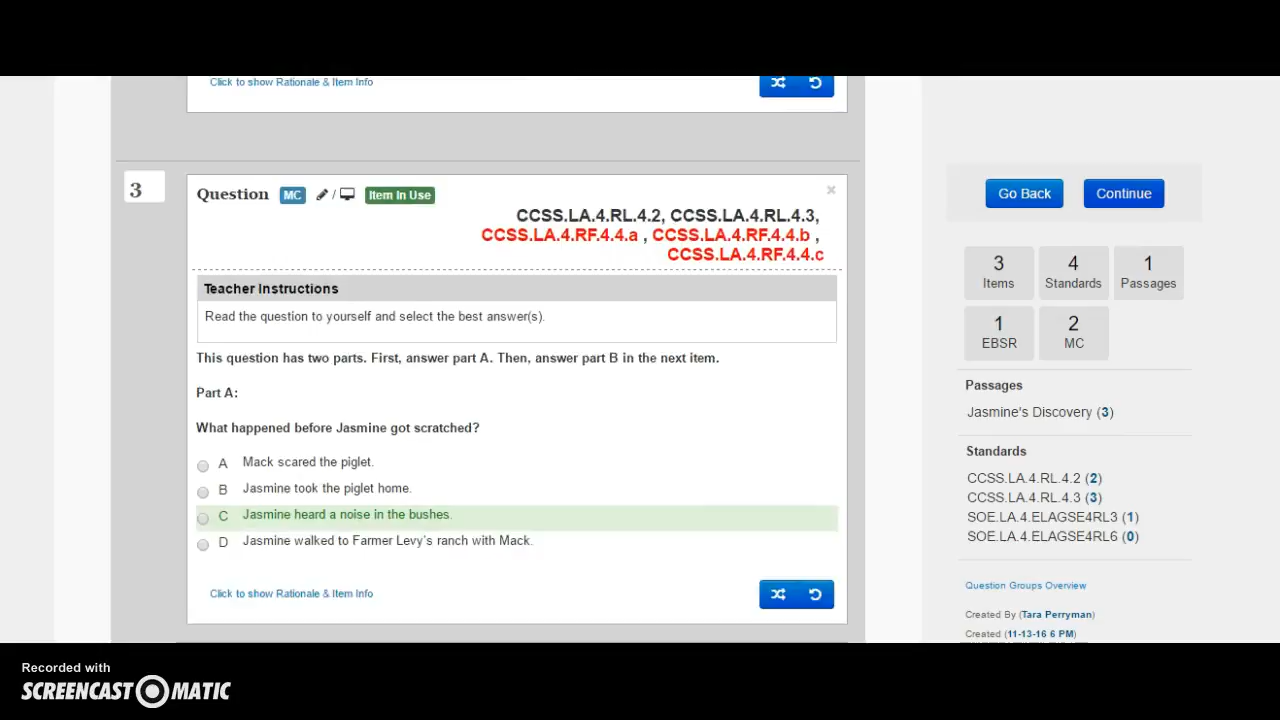 Click to show Rationale & Item Info
3
Question MC / Item In Use
CCSS.LA.4.RL.4.2, CCSS.LA.4.RL.4.3,
CCSS.LA.4.RF.4.4.a , CCSS.LA.4.RF.4.4.b ,
CCSS.LA.4.RF.4.4.c
Teacher Instructions
Read the question to yourself and select the best answer(s).
This question has two parts. First, answer part A. Then, answer part B in the next item.
Part A:
What happened before Jasmine got scratched?
A Mack scared the piglet.
B Jasmine took the piglet home.
C Jasmine heard a noise in the bushes.
D Jasmine walked to Farmer Levy's ranch with Mack.
Click to show Rationale & Item Info
Go Back Continue
3 4 1
Items Standards Passages
1 2
EBSR MC
Passages
Jasmine's Discovery (3)
Standards
CCSS.LA.4.RL.4.2 (2)
CCSS.LA.4.RL.4.3 (3)
SOE.LA.4.ELAGSE4RL3 (1)
SOE.LA.4.ELAGSE4RL6 (0)
Question Groups Overview
Created By (Tara Perryman)
Created (11-13-16 6 PM)
Recorded with
SCREENCAST MATIC